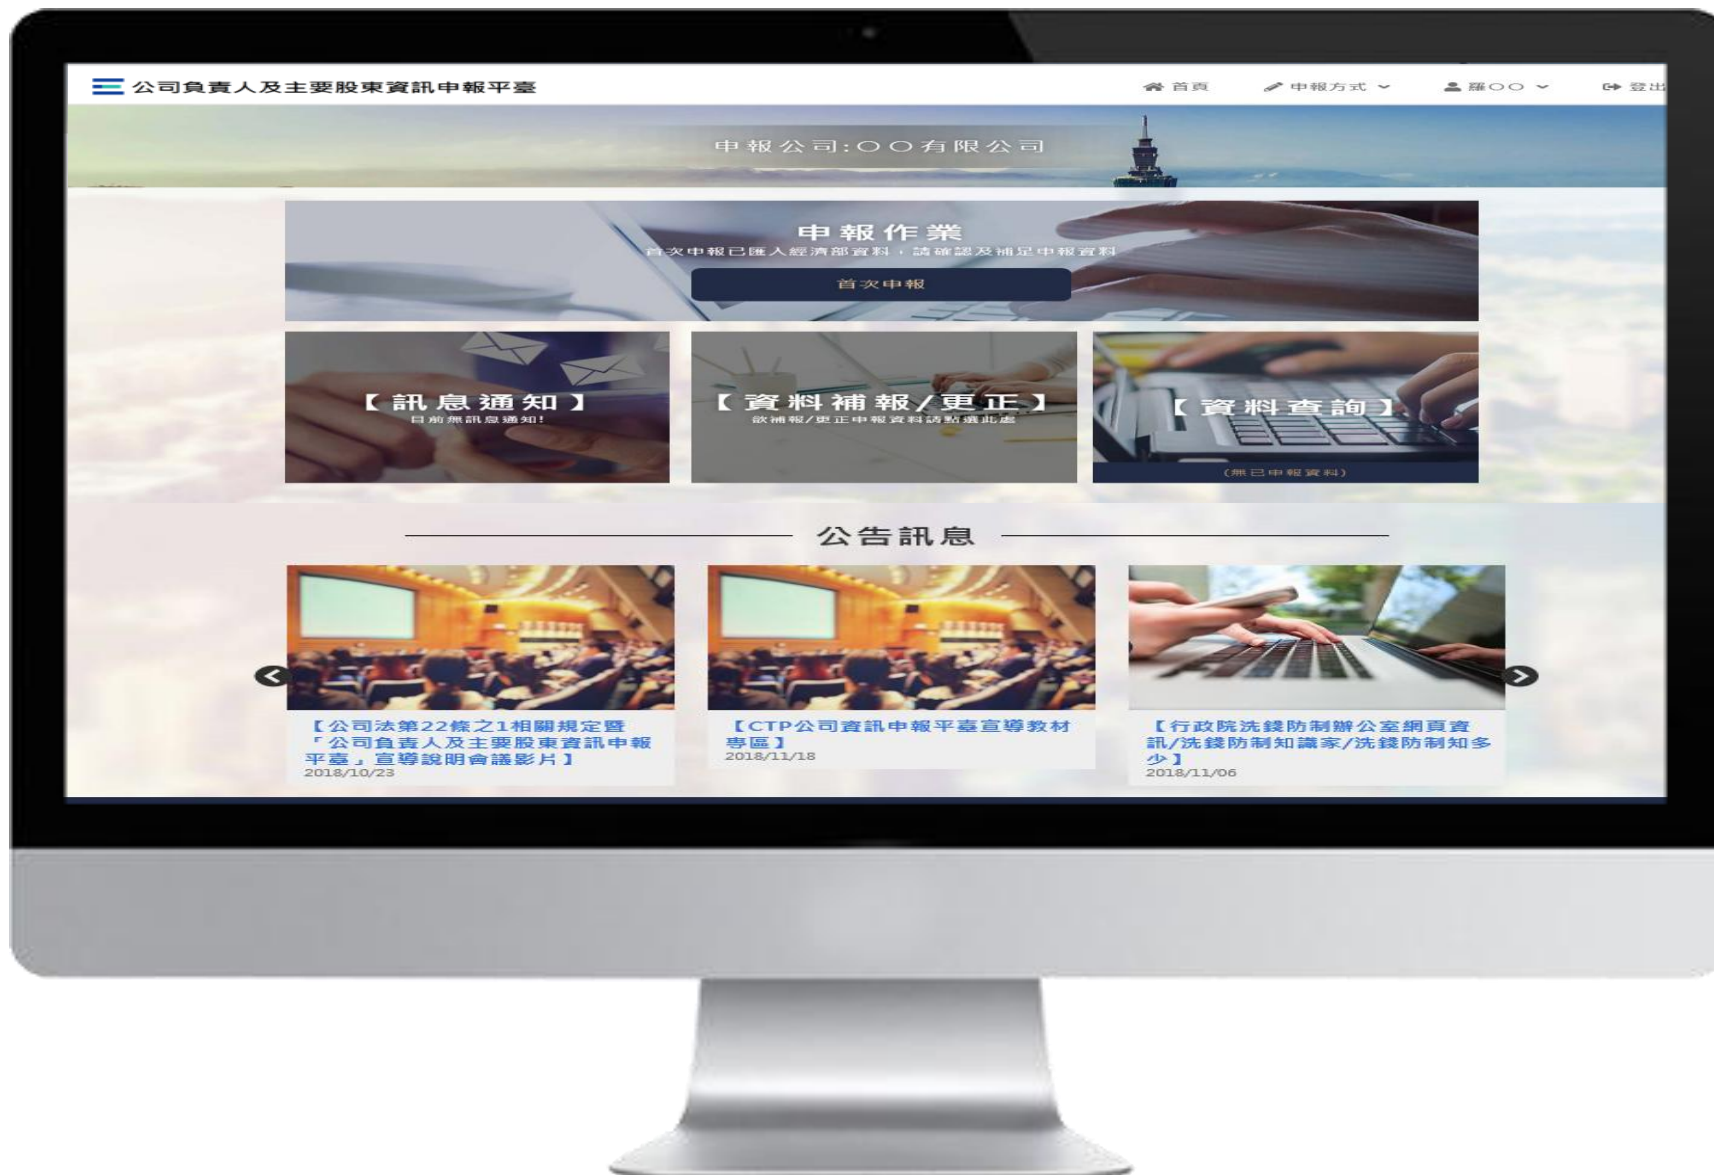 公司負責人及主要股東資訊申報平臺
首頁
申報方式
羅○○
登出
申報公司:○○有限公司
申報作業
首次申報已匯入經濟部資料，請確認及補足申報資料
首次申報
【訊息通知】
目前無訊息通知!
【資料補報/更正】
欲補報/更正申報資料請點選此處
【資料查詢】
(無已申報資料)
公告訊息
【公司法第22條之1相關規定暨
「公司負責人及主要股東資訊申報
平臺」宣導說明會議影片】
2018/10/23
【CTP公司資訊申報平臺宣導教材
專區】
2018/11/18
【行政院洗錢防制辦公室網頁資
訊/洗錢防制知識家/洗錢防制知多
少】
2018/11/06